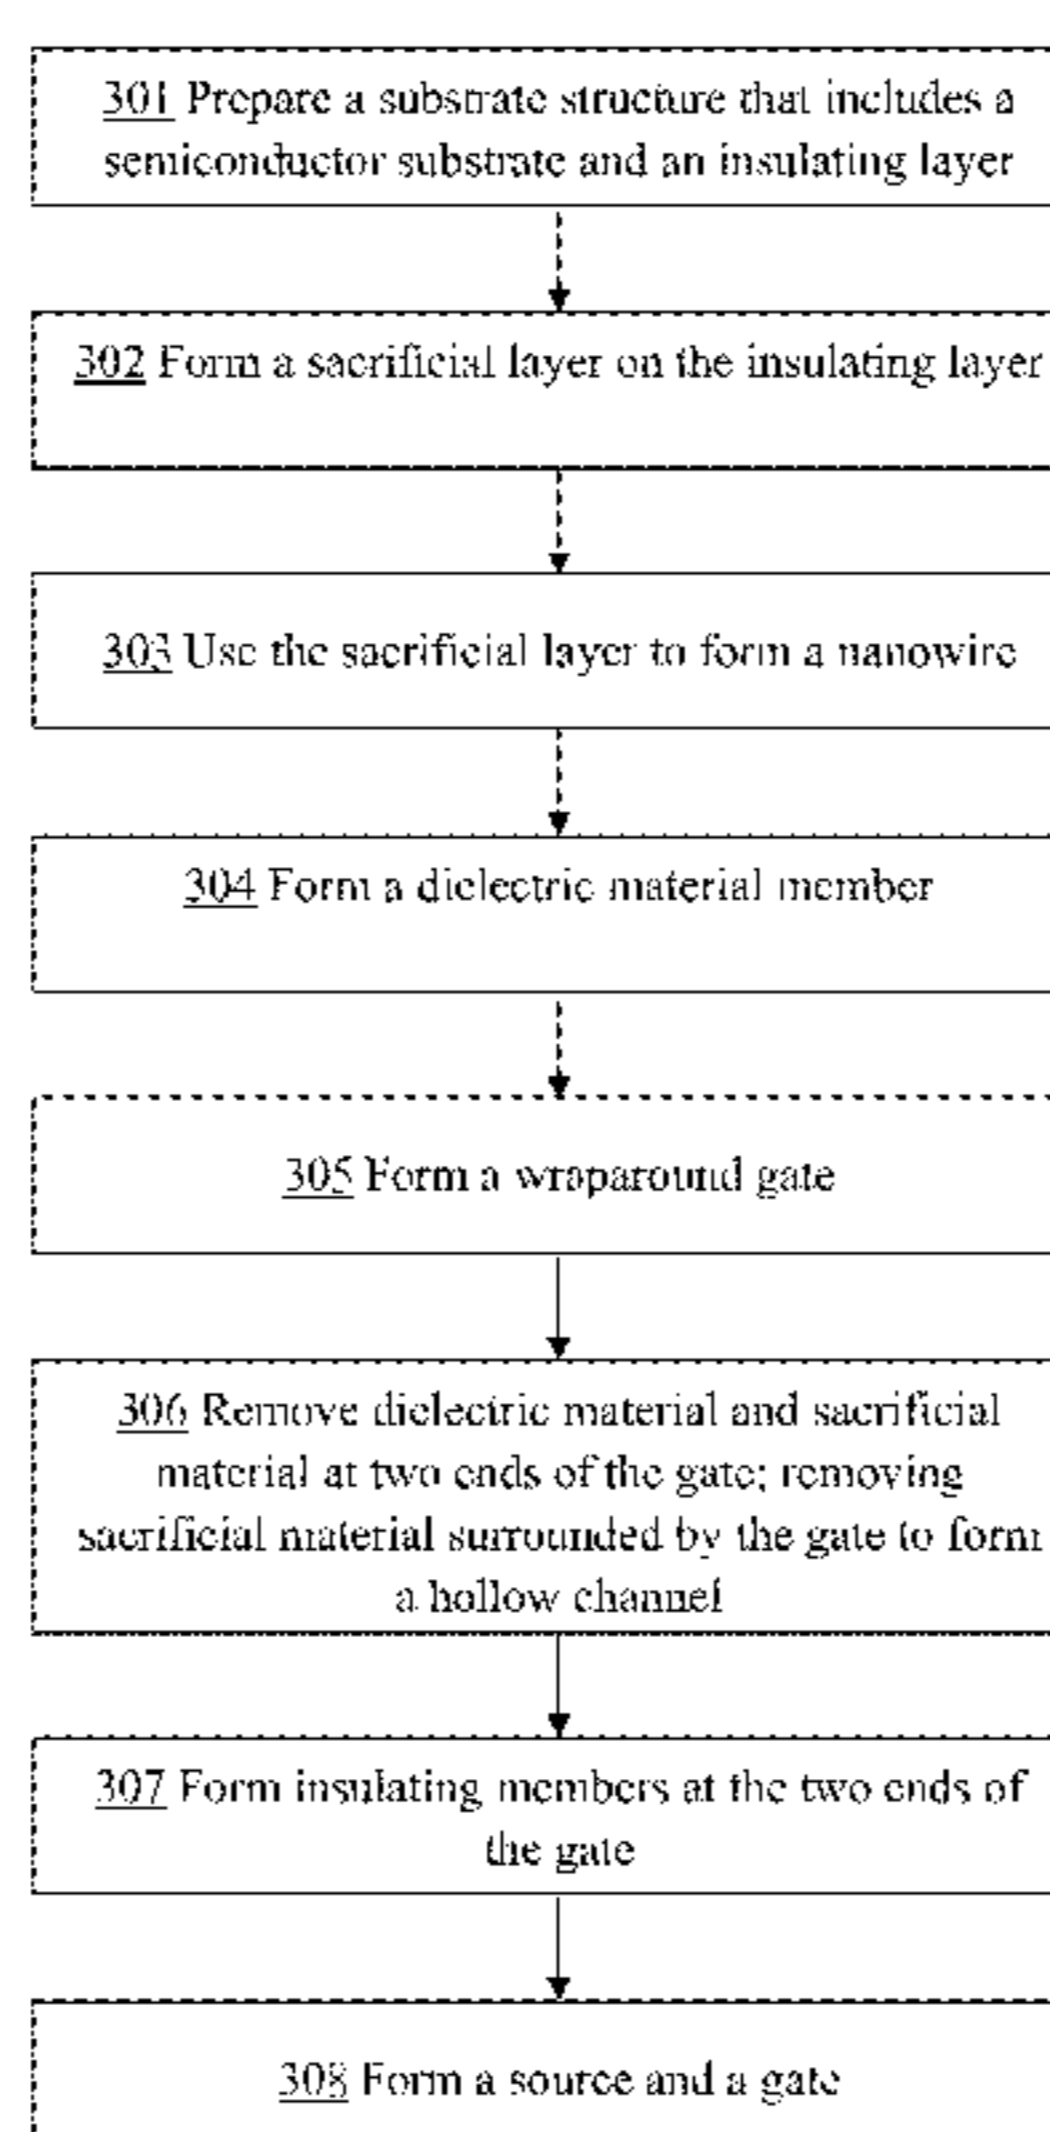 301 Prepare a substrate structure that includes a
semiconductor substrate and an insulating layer
302 Form a sacrificial layer on the insulating layer
303 Use the sacrificial layer to form a nanowire
304 Form a dielectric material member
305 Form a wraparound gate
306 Remove dielectric material and sacrificial
material at two ends of the gate; removing
sacrificial material surrounded by the gate to form
a hollow channel
307 Form insulating members at the two ends of
the gate
308 Form a source and a gate